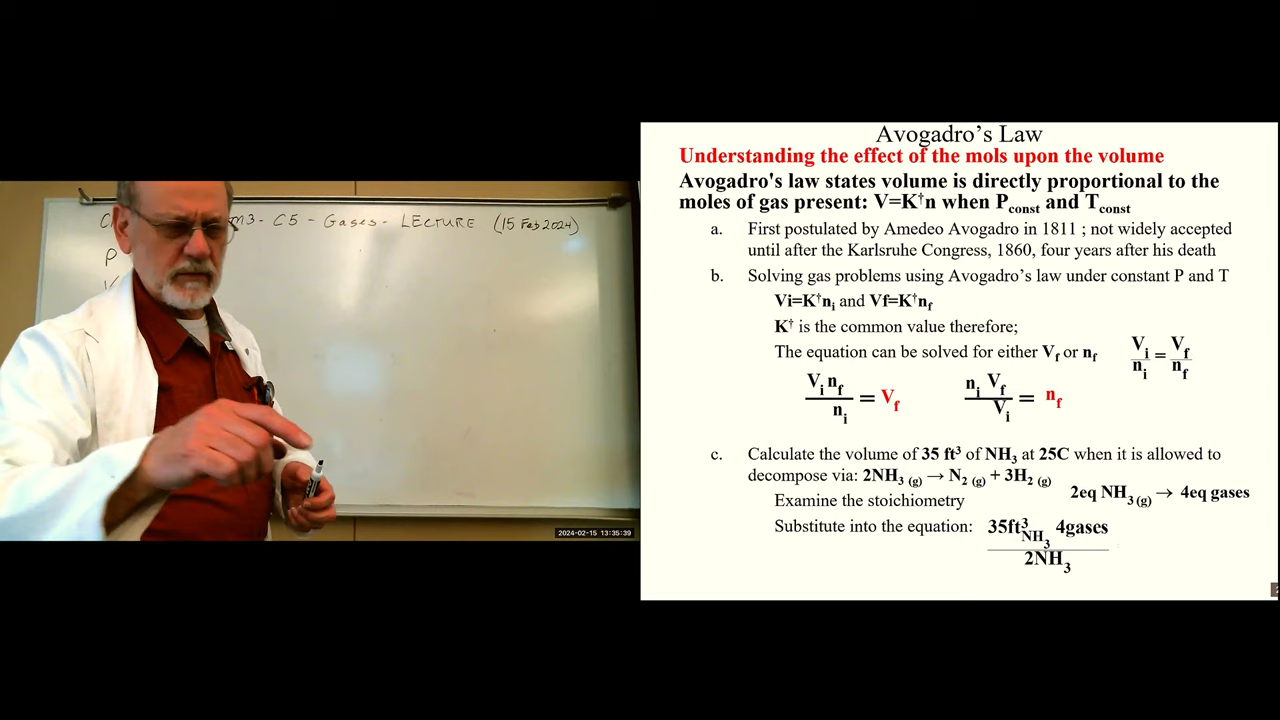 m3 - C5 - Gases - LECTURE (15 Feb 2024)
P
2024-02-15 13:35:39
Avogadro’s Law
Understanding the effect of the mols upon the volume
Avogadro's law states volume is directly proportional to the
moles of gas present: V=K†n when Pconst and Tconst
a. First postulated by Amedeo Avogadro in 1811 ; not widely accepted
until after the Karlsruhe Congress, 1860, four years after his death
b. Solving gas problems using Avogadro’s law under constant P and T
Vi=K†ni and Vf=K†nf
K† is the common value therefore;
The equation can be solved for either Vf or nf
Vi/ni = Vf/nf
Vi nf / ni = Vf
ni Vf / Vi = nf
c. Calculate the volume of 35 ft³ of NH₃ at 25C when it is allowed to
decompose via: 2NH₃ (g) → N₂ (g) + 3H₂ (g)
2eq NH₃ (g) → 4eq gases
Examine the stoichiometry
Substitute into the equation: 35ft³NH₃ 4gases / 2NH₃